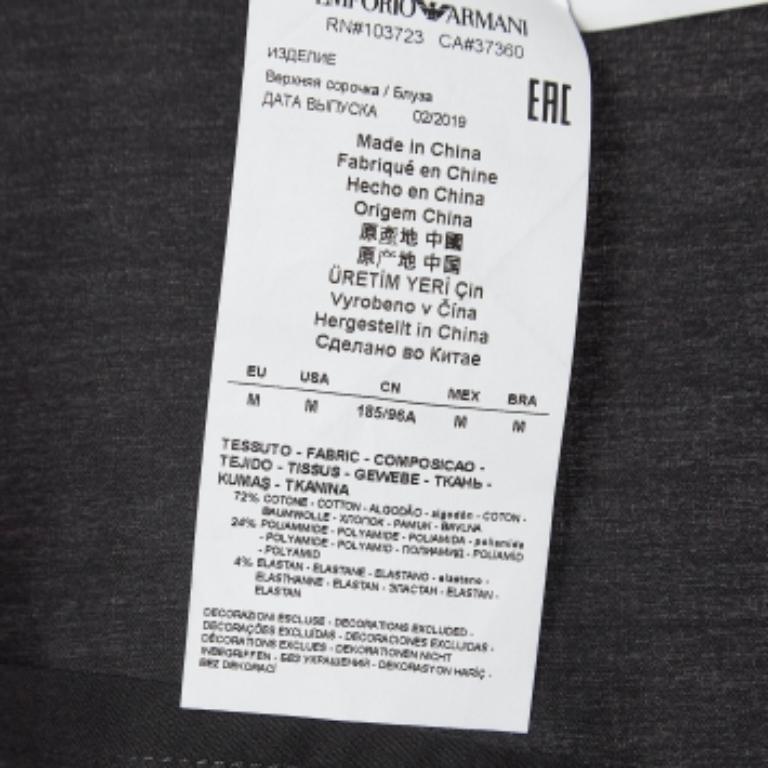 EMPORIO ARMANI
RN#103723 CA#37360
ИЗДЕЛИЕ
Верхняя сорочка / Блуза
ДАТА ВЫПУСКА 02/2019
EAC
Made in China
Fabriqué en Chine
Hecho en China
Origem China
原產地 中國
原产地 中国
ÜRETİM YERİ Çin
Vyrobeno v Čína
Hergestellt in China
Сделано во Китае
EU USA CN MEX BRA
M M 185/96A M M
TESSUTO - FABRIC - COMPOSICAO -
TEJIDO - TISSUS - GEWEBE - ТКАНЬ -
KUMAŞ - TKANINA
72% COTONE - COTTON - ALGODÃO - algodón - COTON -
BAUMWOLLE - ХЛОПОК - PAMUK - BAVLNA
24% POLIAMMIDE - POLYAMIDE - POLIAMIDA - poliamida
- POLYAMIDE - POLYAMID - ПОЛИАМИД - POLIAMID
- POLYAMID
4% ELASTAN - ELASTANE - ELASTANO - elastano -
ELASTHANNE - ELASTAN - ЭЛАСТАН - ELASTAN -
ELASTAN
DECORAZIONI ESCLUSE - DECORATIONS EXCLUDED -
DECORAÇÕES EXCLUÍDAS - DECORACIONES EXCLUIDAS -
DÉCORATIONS EXCLUES - DEKORATIONEN NICHT
INBEGRIFFEN - БЕЗ УКРАШЕНИЙ - DEKORASYON HARİÇ -
BEZ DEKORACÍ